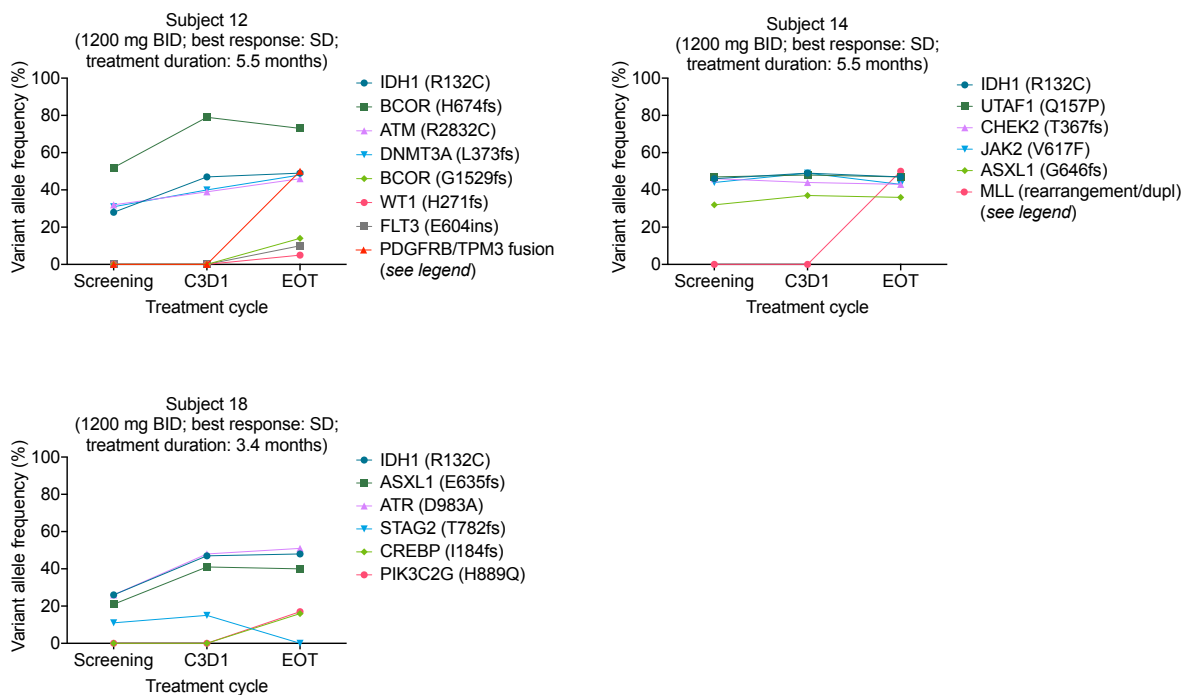 Subject 12
(1200 mg BID; best response: SD;
treatment duration: 5.5 months)
Variant allele frequency (%)
100
80
60
40
20
0
Screening
C3D1
EOT
Treatment cycle
IDH1 (R132C)
BCOR (H674fs)
ATM (R2832C)
DNMT3A (L373fs)
BCOR (G1529fs)
WT1 (H271fs)
FLT3 (E604ins)
PDGFRB/TPM3 fusion
(see legend)
Subject 14
(1200 mg BID; best response: SD;
treatment duration: 5.5 months)
Variant allele frequency (%)
100
80
60
40
20
0
Screening
C3D1
EOT
Treatment cycle
IDH1 (R132C)
UTAF1 (Q157P)
CHEK2 (T367fs)
JAK2 (V617F)
ASXL1 (G646fs)
MLL (rearrangement/dupl)
(see legend)
Subject 18
(1200 mg BID; best response: SD;
treatment duration: 3.4 months)
Variant allele frequency (%)
100
80
60
40
20
0
Screening
C3D1
EOT
Treatment cycle
IDH1 (R132C)
ASXL1 (E635fs)
ATR (D983A)
STAG2 (T782fs)
CREBP (I184fs)
PIK3C2G (H889Q)